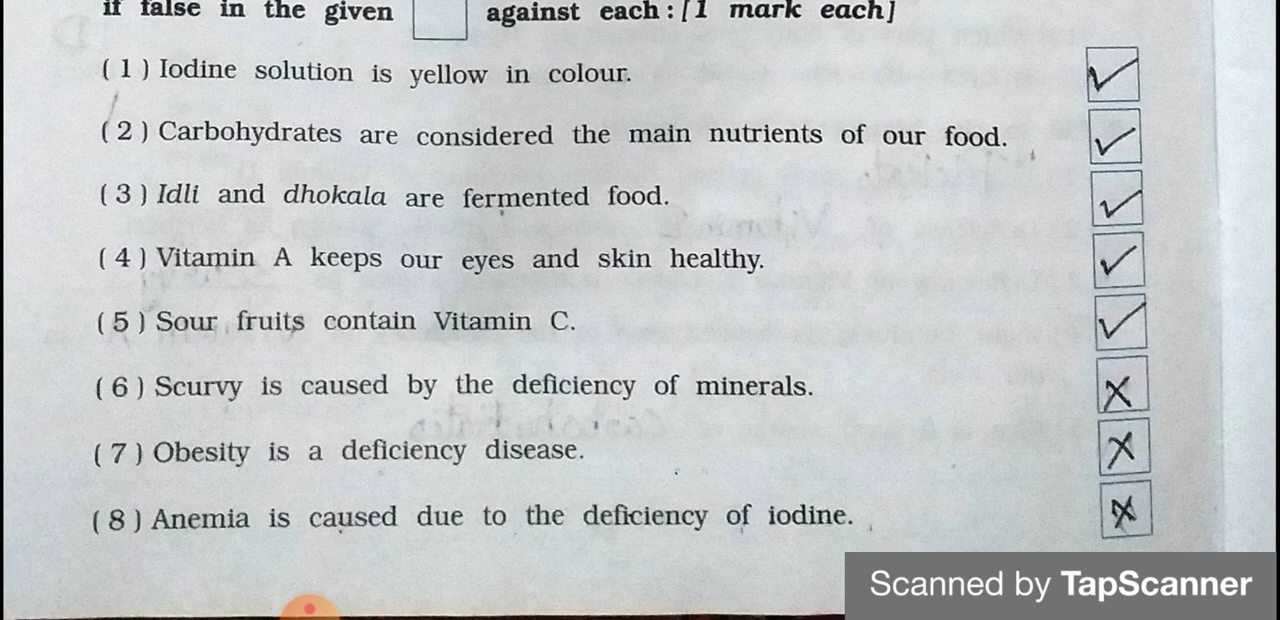 if false in the given against each : [1 mark each]
( 1 ) Iodine solution is yellow in colour. ✓
( 2 ) Carbohydrates are considered the main nutrients of our food. ✓
( 3 ) Idli and dhokala are fermented food. ✓
( 4 ) Vitamin A keeps our eyes and skin healthy. ✓
( 5 ) Sour fruits contain Vitamin C. ✓
( 6 ) Scurvy is caused by the deficiency of minerals. ✗
( 7 ) Obesity is a deficiency disease. ✗
( 8 ) Anemia is caused due to the deficiency of iodine. ✗
Scanned by TapScanner